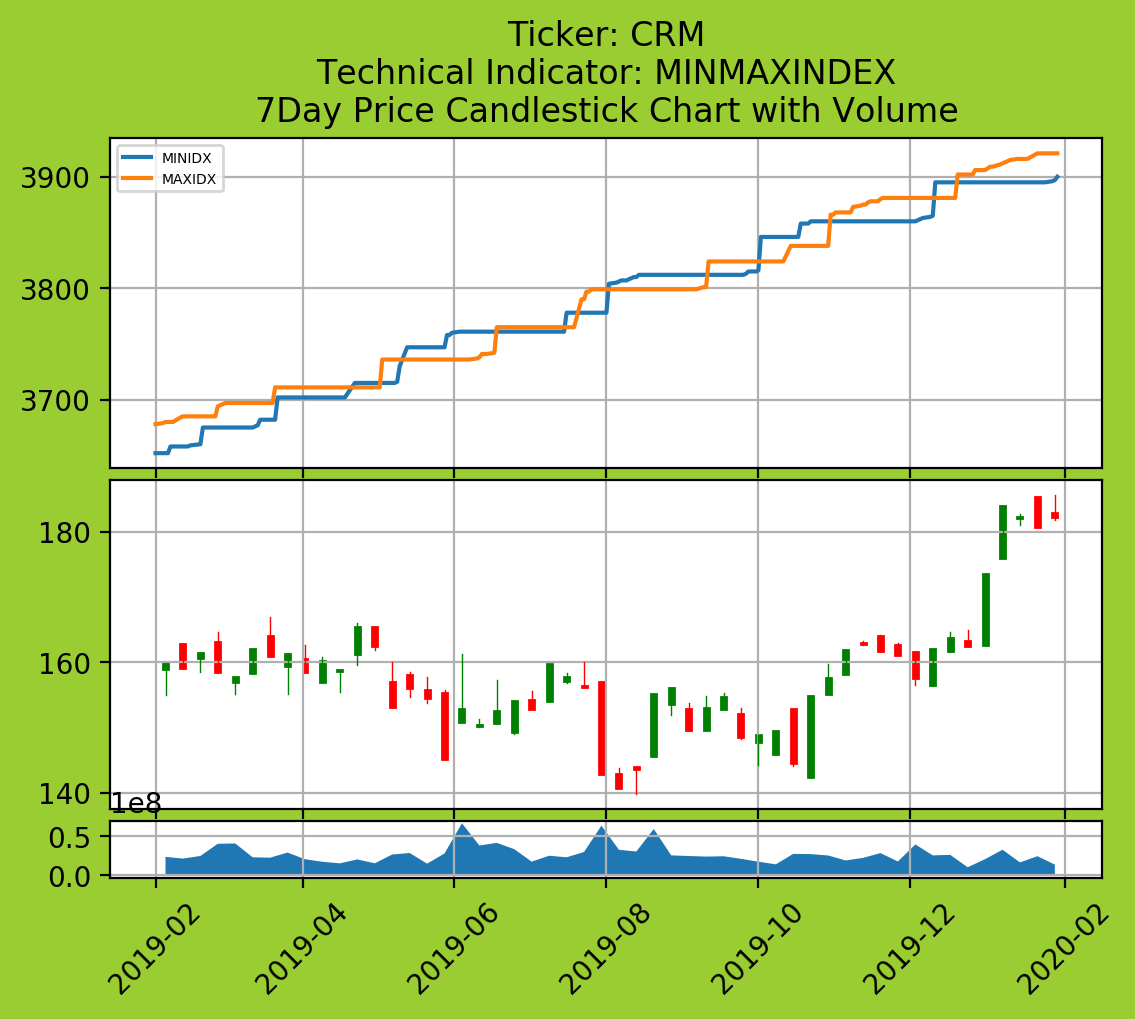 Ticker: CRM
Technical Indicator: MINMAXINDEX
7Day Price Candlestick Chart with Volume
MINIDX
MAXIDX
3900
3800
3700
180
160
140
1e8
0.5
0.0
2019-02
2019-04
2019-06
2019-08
2019-10
2019-12
2020-02